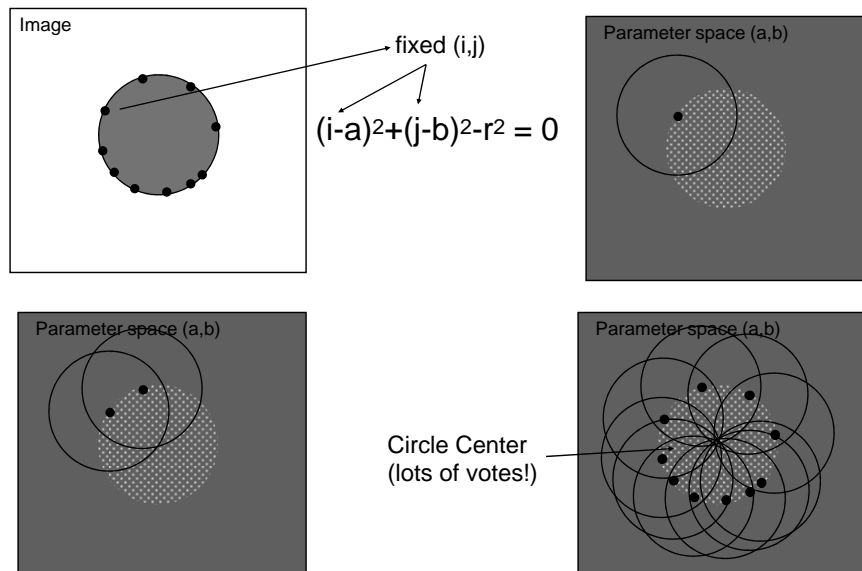 Image
fixed (i,j)
(i-a)²+(j-b)²-r² = 0
Parameter space (a,b)
Parameter space (a,b)
Parameter space (a,b)
Circle Center
(lots of votes!)